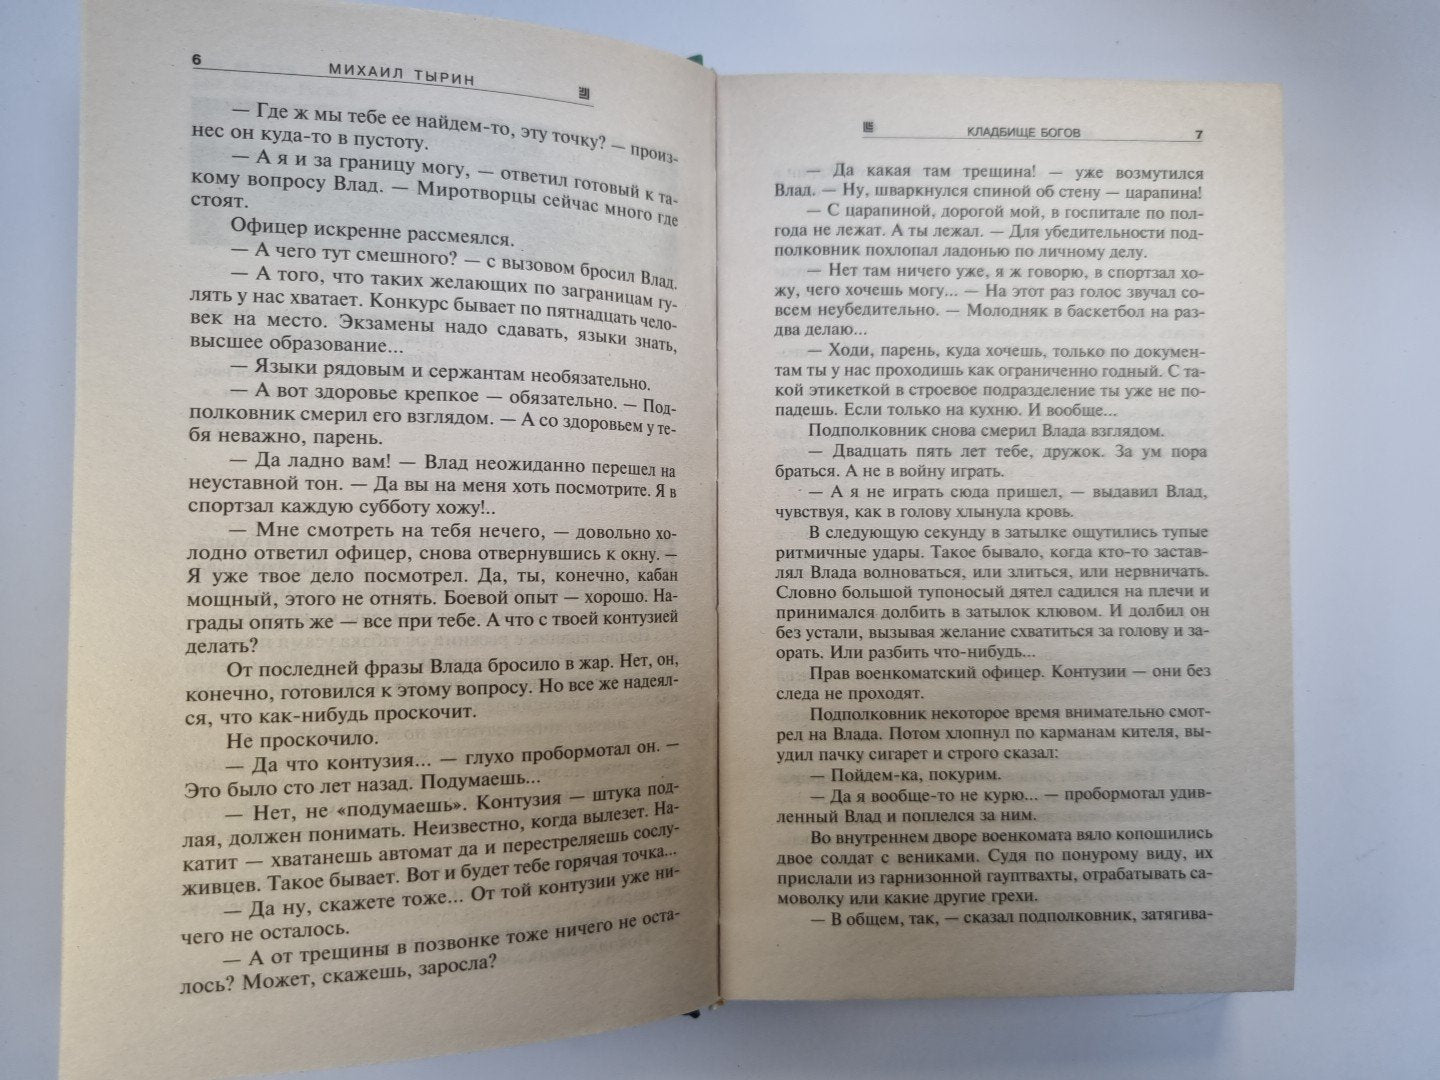 6
МИХАИЛ ТЫРИН
— Где ж мы тебе ее найдем-то, эту точку? — произ-
нес он куда-то в пустоту.
— А я и за границу могу, — ответил готовый к та-
кому вопросу Влад. — Миротворцы сейчас много где
стоят.
Офицер искренне рассмеялся.
— А чего тут смешного? — с вызовом бросил Влад.
— А того, что таких желающих по заграницам гу-
лять у нас хватает. Конкурс бывает по пятнадцать чело-
век на место. Экзамены надо сдавать, языки знать,
высшее образование...
— Языки рядовым и сержантам необязательно.
— А вот здоровье крепкое — обязательно. — Под-
полковник смерил его взглядом. — А со здоровьем у те-
бя неважно, парень.
— Да ладно вам! — Влад неожиданно перешел на
неуставной тон. — Да вы на меня хоть посмотрите. Я в
спортзал каждую субботу хожу!..
— Мне смотреть на тебя нечего, — довольно хо-
лодно ответил офицер, снова отвернувшись к окну. —
Я уже твое дело посмотрел. Да, ты, конечно, кабан
мощный, этого не отнять. Боевой опыт — хорошо. На-
грады опять же — все при тебе. А что с твоей контузией
делать?
От последней фразы Влада бросило в жар. Нет, он,
конечно, готовился к этому вопросу. Но все же надеял-
ся, что как-нибудь проскочит.
Не проскочило.
— Да что контузия... — глухо пробормотал он. —
Это было сто лет назад. Подумаешь...
— Нет, не «подумаешь». Контузия — штука под-
лая, должен понимать. Неизвестно, когда вылезет. На-
катит — хватанешь автомат да и перестреляешь сослу-
живцев. Такое бывает. Вот и будет тебе горячая точка...
— Да ну, скажете тоже... От той контузии уже ни-
чего не осталось.
— А от трещины в позвонке тоже ничего не оста-
лось? Может, скажешь, заросла?
КЛАДБИЩЕ БОГОВ
7
— Да какая там трещина! — уже возмутился
Влад. — Ну, шваркнулся спиной об стену — царапина!
— С царапиной, дорогой мой, в госпитале по пол-
года не лежат. А ты лежал. — Для убедительности под-
полковник похлопал ладонью по личному делу.
— Нет там ничего уже, я ж говорю, в спортзал хо-
жу, чего хочешь могу... — На этот раз голос звучал со-
всем неубедительно. — Молодняк в баскетбол на раз-
два делаю...
— Ходи, парень, куда хочешь, только по докумен-
там ты у нас проходишь как ограниченно годный. С та-
кой этикеткой в строевое подразделение ты уже не по-
падешь. Если только на кухню. И вообще...
Подполковник снова смерил Влада взглядом.
— Двадцать пять лет тебе, дружок. За ум пора
браться. А не в войну играть.
— А я не играть сюда пришел, — выдавил Влад,
чувствуя, как в голову хлынула кровь.
В следующую секунду в затылке ощутились тупые
ритмичные удары. Такое бывало, когда кто-то застав-
лял Влада волноваться, или злиться, или нервничать.
Словно большой тупоносый дятел садился на плечи и
принимался долбить в затылок клювом. И долбил он
без устали, вызывая желание схватиться за голову и за-
орать. Или разбить что-нибудь...
Прав военкоматский офицер. Контузии — они без
следа не проходят.
Подполковник некоторое время внимательно смот-
рел на Влада. Потом хлопнул по карманам кителя, вы-
удил пачку сигарет и строго сказал:
— Пойдем-ка, покурим.
— Да я вообще-то не курю... — пробормотал удив-
ленный Влад и поплелся за ним.
Во внутреннем дворе военкомата вяло копошились
двое солдат с вениками. Судя по понурому виду, их
прислали из гарнизонной гауптвахты, отрабатывать са-
моволку или какие другие грехи.
— В общем, так, — сказал подполковник, затягива-